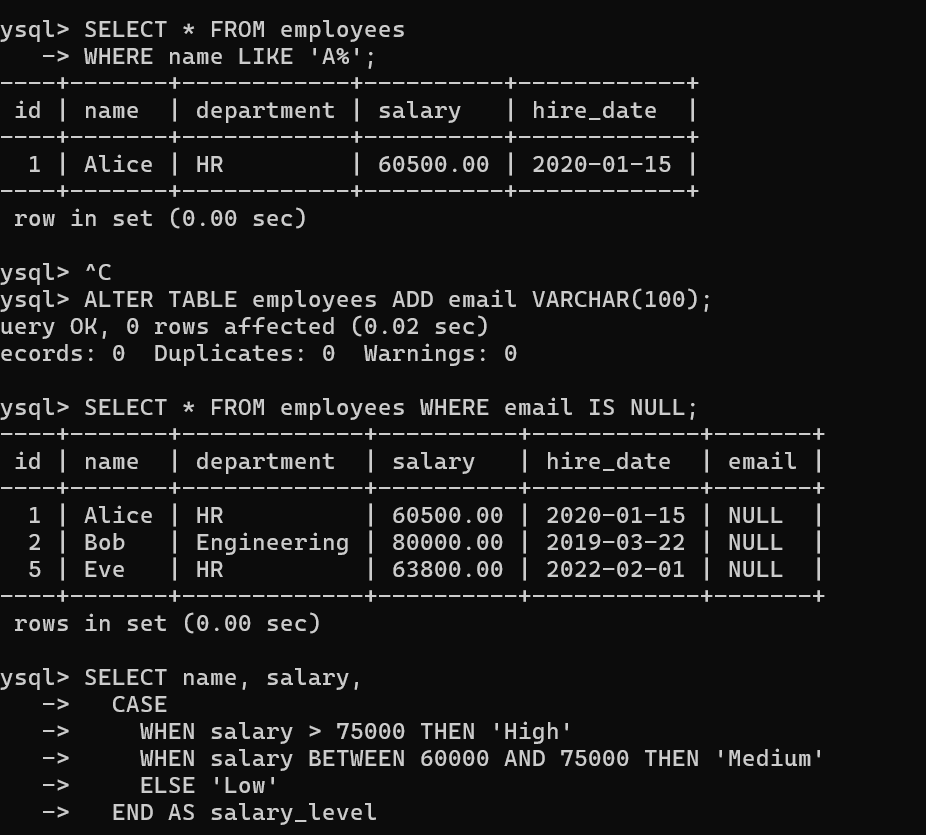 ysql> SELECT * FROM employees
   -> WHERE name LIKE 'A%';
----+-------+-------------+----------+------------+
 id | name  | department | salary   | hire_date  |
----+-------+------------+----------+------------+
  1 | Alice | HR         | 60500.00 | 2020-01-15 |
----+-------+------------+----------+------------+
 row in set (0.00 sec)

ysql> ^C
ysql> ALTER TABLE employees ADD email VARCHAR(100);
uery OK, 0 rows affected (0.02 sec)
ecords: 0  Duplicates: 0  Warnings: 0

ysql> SELECT * FROM employees WHERE email IS NULL;
----+-------+-------------+----------+------------+-------+
 id | name  | department  | salary   | hire_date  | email |
----+-------+-------------+----------+------------+-------+
  1 | Alice | HR          | 60500.00 | 2020-01-15 | NULL  |
  2 | Bob   | Engineering | 80000.00 | 2019-03-22 | NULL  |
  5 | Eve   | HR          | 63800.00 | 2022-02-01 | NULL  |
----+-------+-------------+----------+------------+-------+
 rows in set (0.00 sec)

ysql> SELECT name, salary,
   ->   CASE
   ->     WHEN salary > 75000 THEN 'High'
   ->     WHEN salary BETWEEN 60000 AND 75000 THEN 'Medium'
   ->     ELSE 'Low'
   ->   END AS salary_level